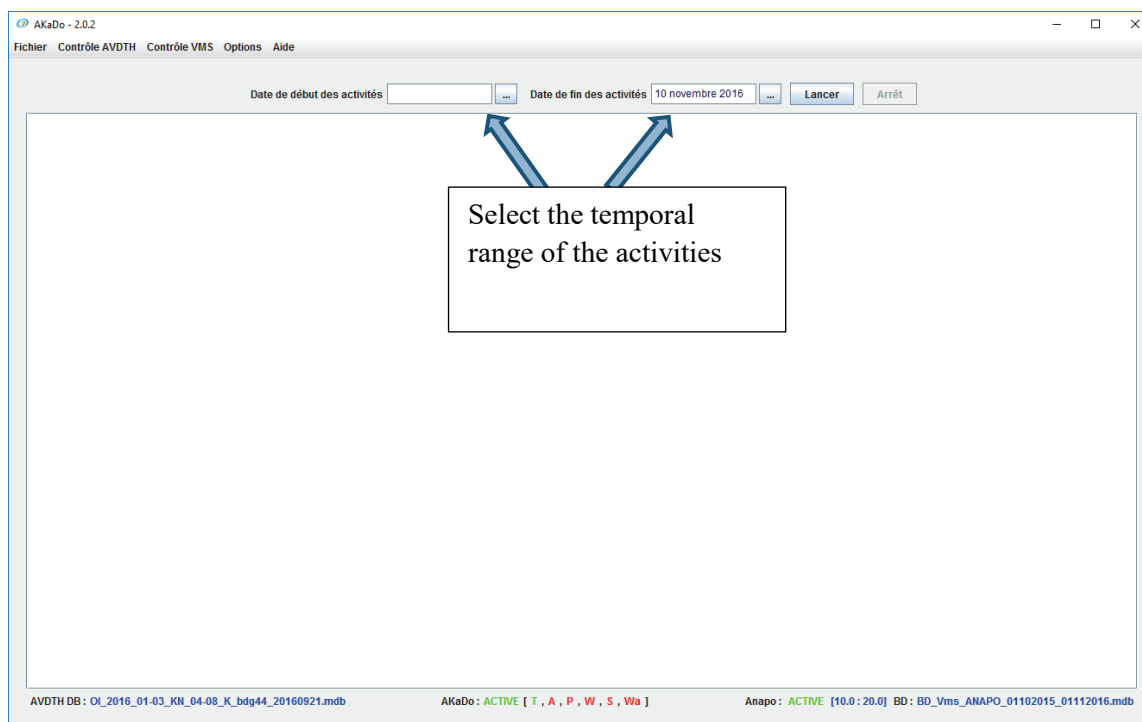 AKaDo - 2.0.2
Fichier Contrôle AVDTH Contrôle VMS Options Aide
Date de début des activités ... Date de fin des activités 10 novembre 2016 ... Lancer Arrêt
Select the temporal
range of the activities
AVDTH DB : OI_2016_01-03_KN_04-08_K_bdg44_20160921.mdb AKaDo : ACTIVE [ T , A , P , W , S , Wa ] Anapo : ACTIVE [10.0 : 20.0] BD : BD_Vms_ANAPO_01102015_01112016.mdb